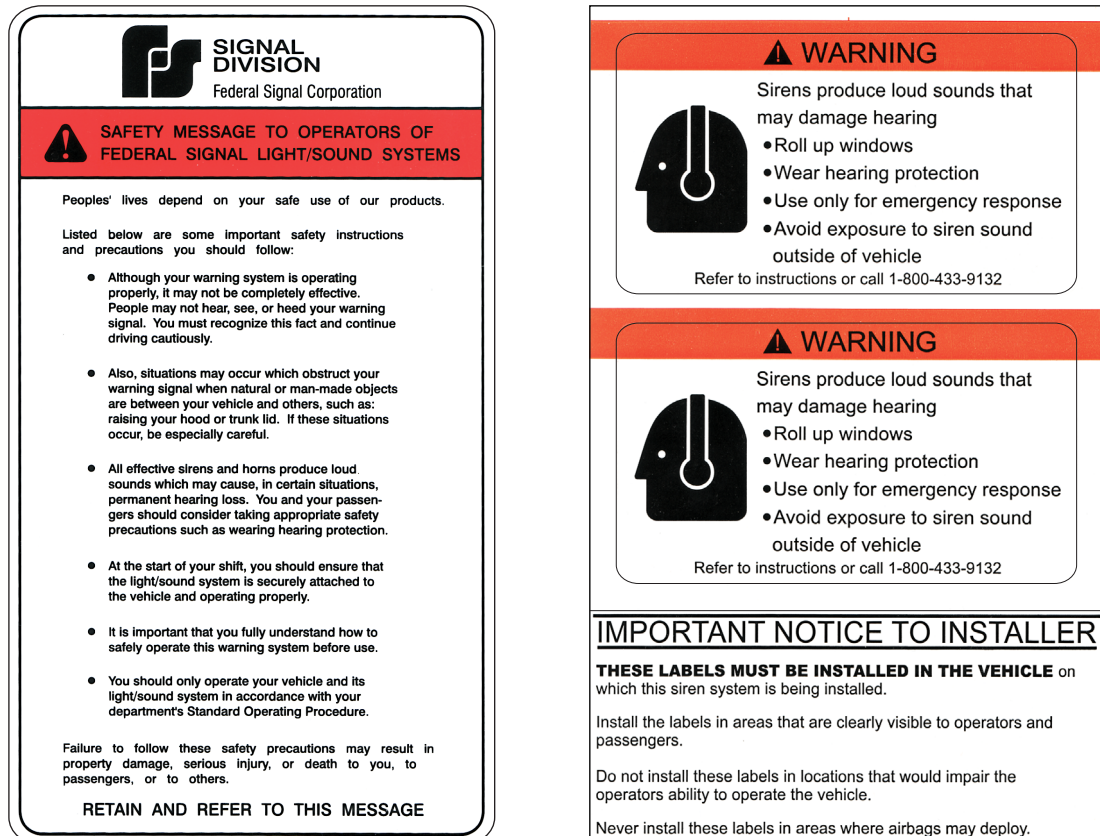 SIGNAL
DIVISION
Federal Signal Corporation
SAFETY MESSAGE TO OPERATORS OF
FEDERAL SIGNAL LIGHT/SOUND SYSTEMS
Peoples' lives depend on your safe use of our products.
Listed below are some important safety instructions
and precautions you should follow:
● Although your warning system is operating
properly, it may not be completely effective.
People may not hear, see, or heed your warning
signal. You must recognize this fact and continue
driving cautiously.
● Also, situations may occur which obstruct your
warning signal when natural or man-made objects
are between your vehicle and others, such as:
raising your hood or trunk lid. If these situations
occur, be especially careful.
● All effective sirens and horns produce loud
sounds which may cause, in certain situations,
permanent hearing loss. You and your passen-
gers should consider taking appropriate safety
precautions such as wearing hearing protection.
● At the start of your shift, you should ensure that
the light/sound system is securely attached to
the vehicle and operating properly.
● It is important that you fully understand how to
safely operate this warning system before use.
● You should only operate your vehicle and its
light/sound system in accordance with your
department's Standard Operating Procedure.
Failure to follow these safety precautions may result in
property damage, serious injury, or death to you, to
passengers, or to others.
RETAIN AND REFER TO THIS MESSAGE
WARNING
Sirens produce loud sounds that
may damage hearing
●Roll up windows
●Wear hearing protection
●Use only for emergency response
●Avoid exposure to siren sound
outside of vehicle
Refer to instructions or call 1-800-433-9132
WARNING
Sirens produce loud sounds that
may damage hearing
●Roll up windows
●Wear hearing protection
●Use only for emergency response
●Avoid exposure to siren sound
outside of vehicle
Refer to instructions or call 1-800-433-9132
IMPORTANT NOTICE TO INSTALLER
THESE LABELS MUST BE INSTALLED IN THE VEHICLE on
which this siren system is being installed.
Install the labels in areas that are clearly visible to operators and
passengers.
Do not install these labels in locations that would impair the
operators ability to operate the vehicle.
Never install these labels in areas where airbags may deploy.